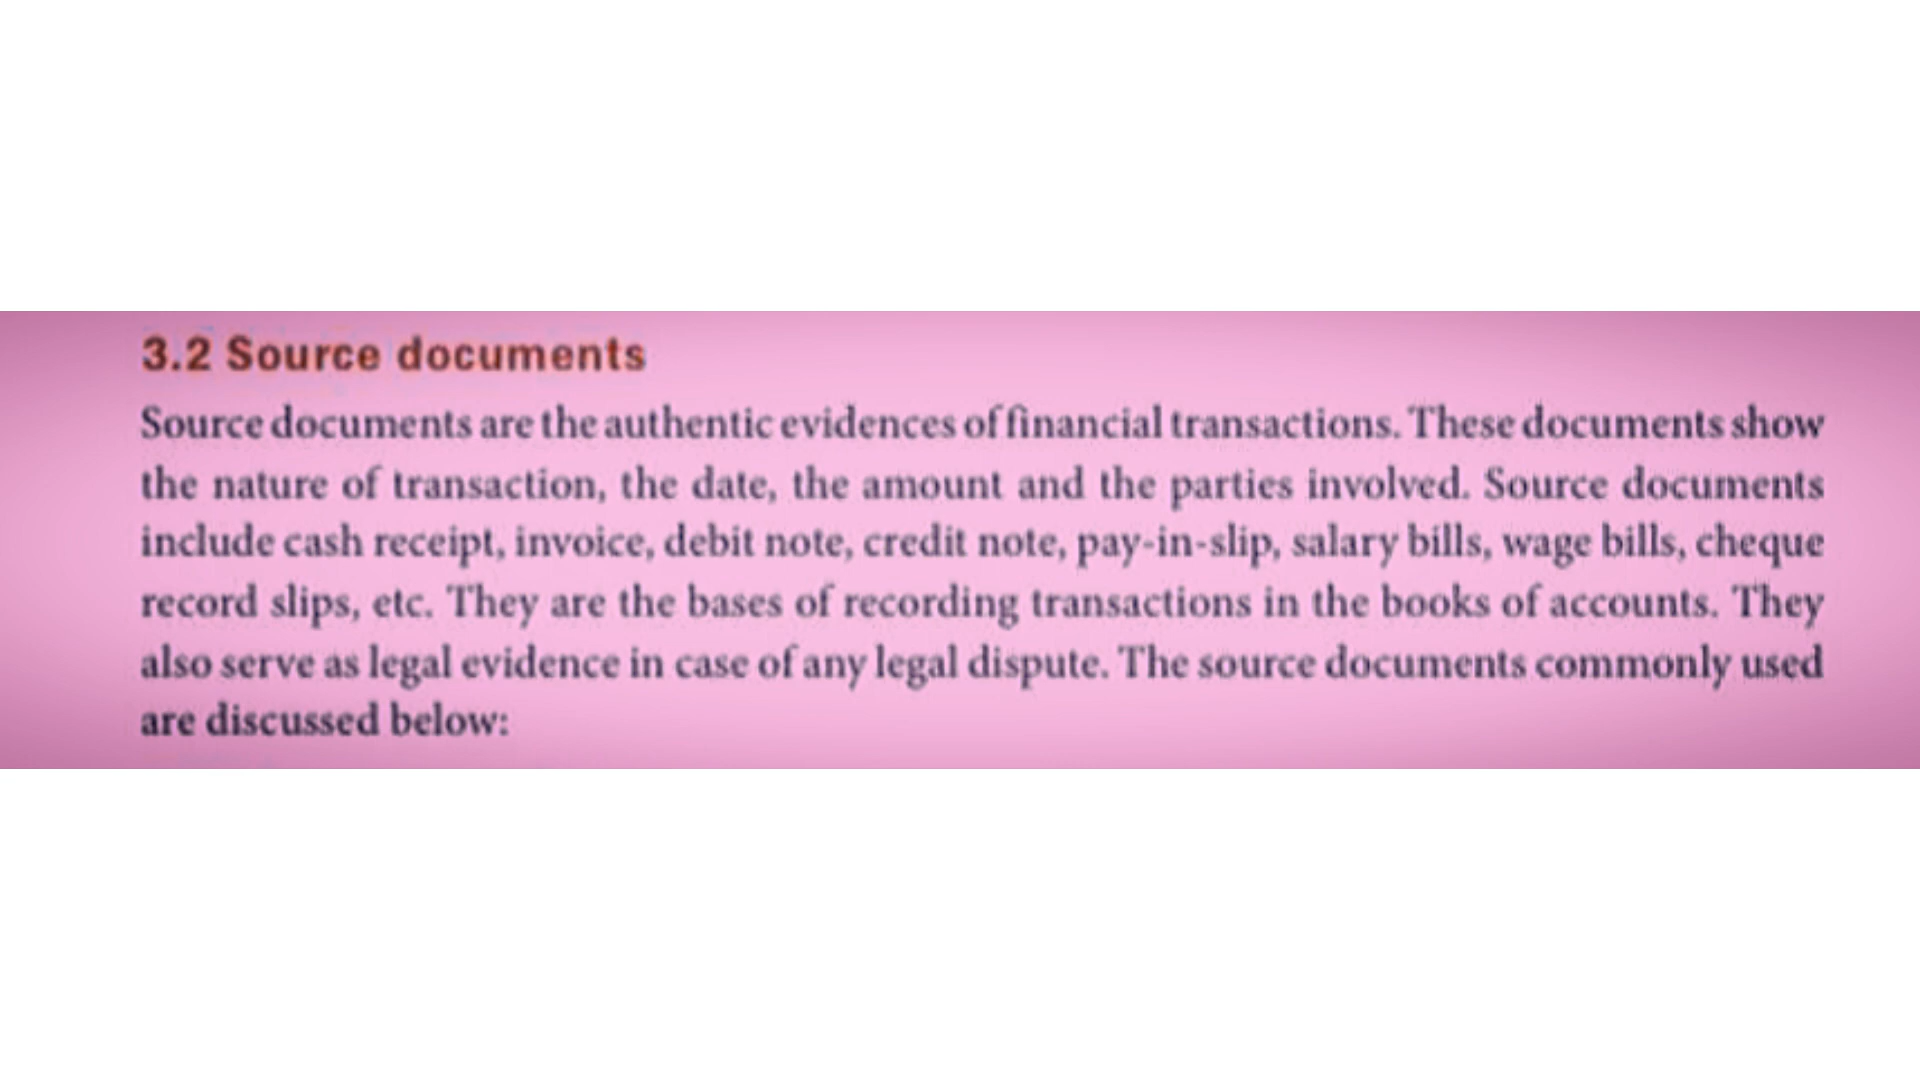 3.2 Source documents
Source documents are the authentic evidences of financial transactions. These documents show
the nature of transaction, the date, the amount and the parties involved. Source documents
include cash receipt, invoice, debit note, credit note, pay-in-slip, salary bills, wage bills, cheque
record slips, etc. They are the bases of recording transactions in the books of accounts. They
also serve as legal evidence in case of any legal dispute. The source documents commonly used
are discussed below: